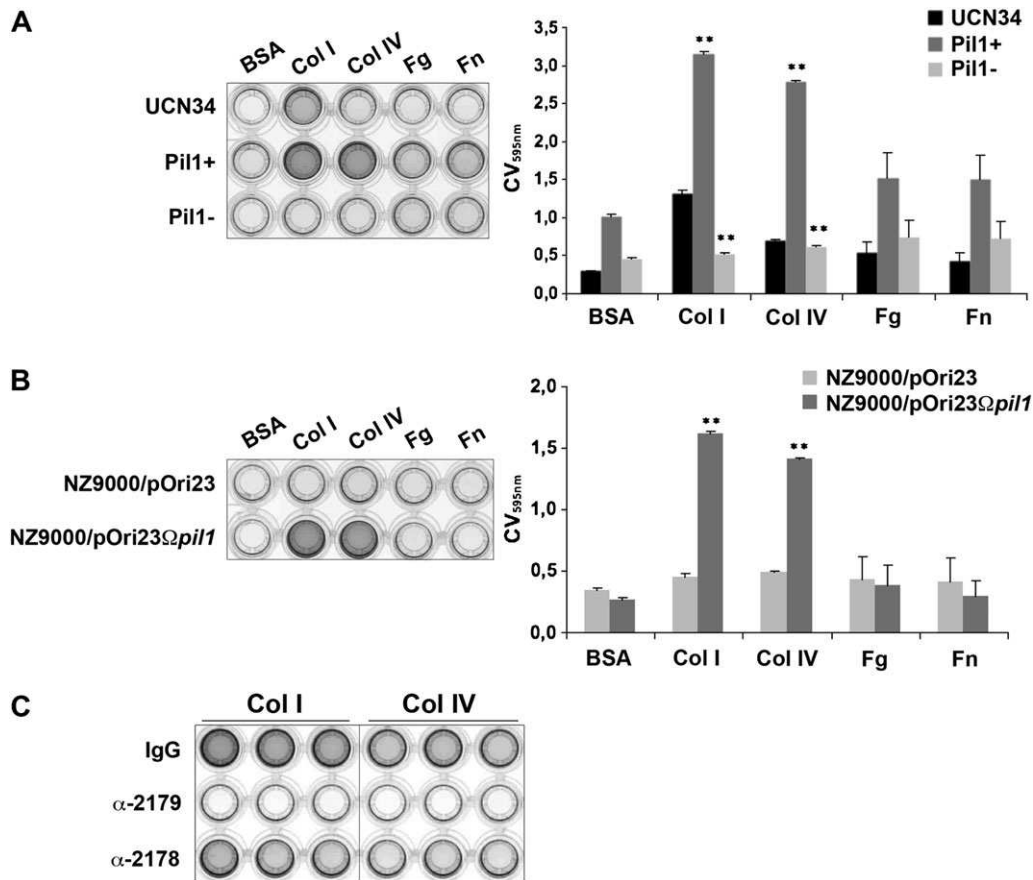 A
BSA Col I Col IV Fg Fn
UCN34
Pil1+
Pil1-
UCN34
Pil1+
Pil1-
CV595nm
3,5
3,0
2,5
2,0
1,5
1,0
0,5
0,0
** ** ** **
BSA Col I Col IV Fg Fn
B
BSA Col I Col IV Fg Fn
NZ9000/pOri23
NZ9000/pOri23Ωpil1
NZ9000/pOri23
NZ9000/pOri23Ωpil1
CV595nm
2,0
1,5
1,0
0,5
0,0
** **
BSA Col I Col IV Fg Fn
C
Col I Col IV
IgG
α-2179
α-2178